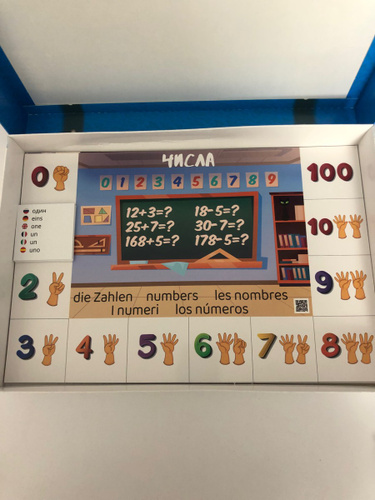 ЧИСЛА
0
100
0 1 2 3 4 5 6 7 8 9
один
eins
one
un
un
uno
12+3=? 18-5=?
25+7=? 30-7=?
168+5=? 178-5=?
10
2
9
die Zahlen numbers les nombres
I numeri los números
3 4 5 6 7 8